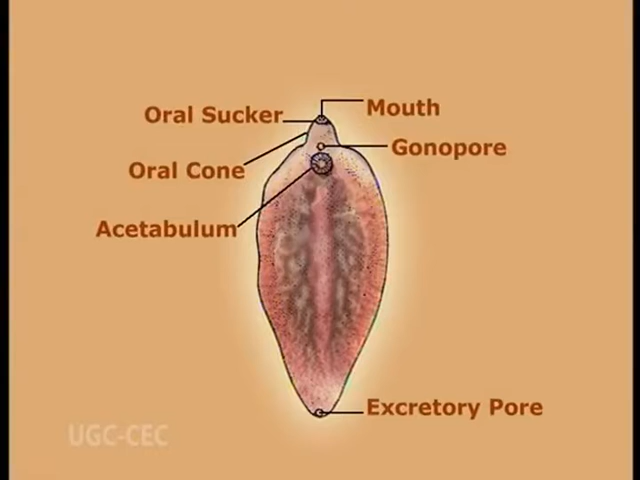 Oral Sucker
Mouth
Gonopore
Oral Cone
Acetabulum
Excretory Pore
UGC-CEC